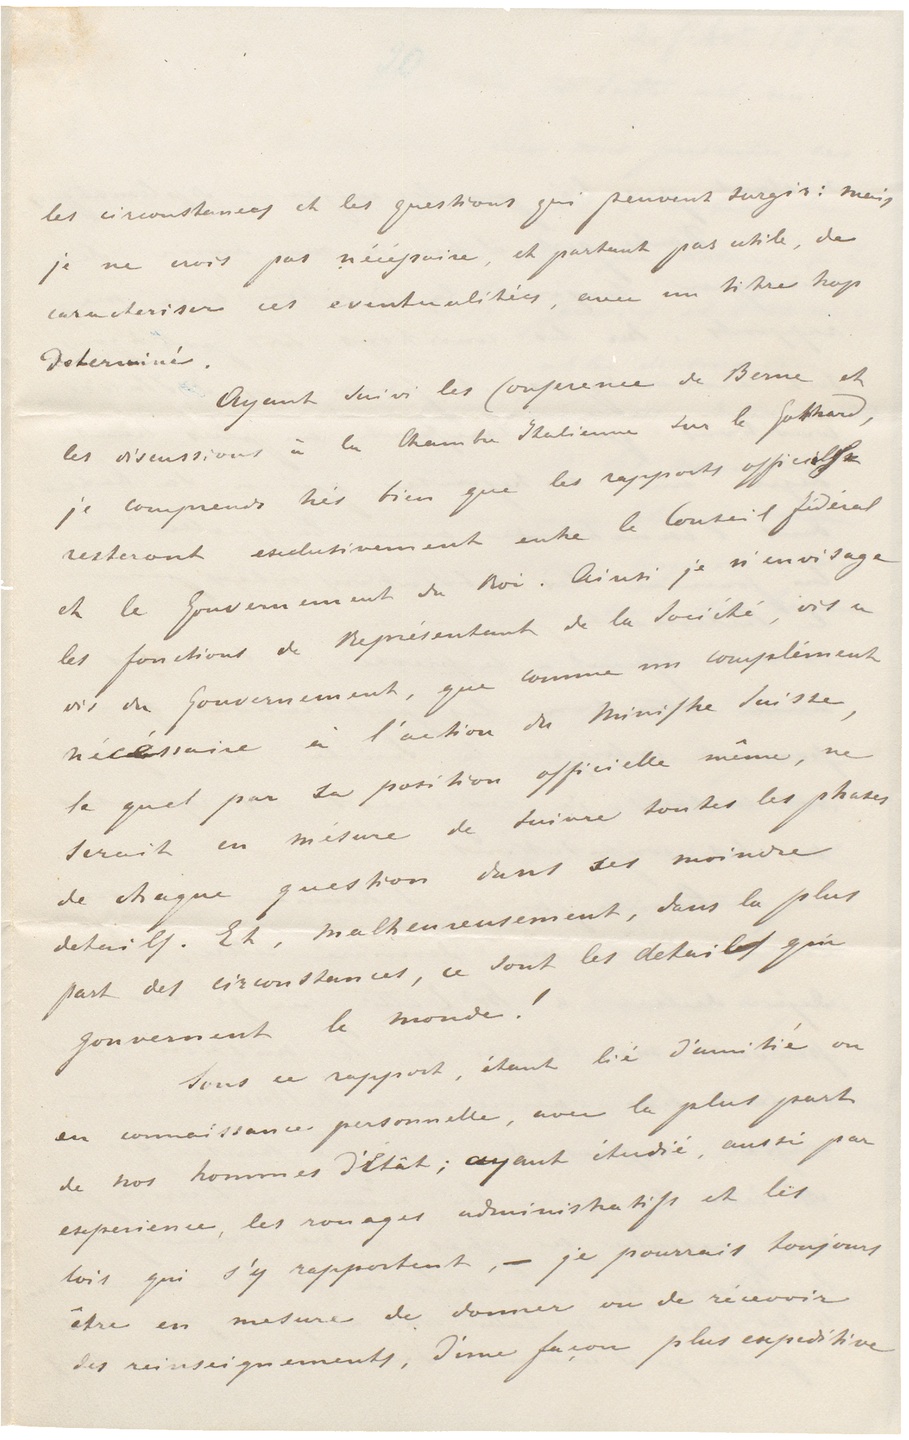 les circonstances et les questions qui peuvent surgir: mais
je ne crois pas nécéssaire, et partant pas utile, de
caracteriser ces eventualitées, avec un titre trop
Determiné.
Ayant suivi les Conference de Berne et
les discussions à la Chambre Italienne sur le Gothard,
je comprends trés bien que les rapports officiels
resteront exclusivement entre le Conseil fédéral
et le Gouvernement du Roi. Ainsi je n'envisage
les fonctions de Représentant de la Société, vis a
vis du Gouvernement, que comme un complément
nécéssaire à l'action du Ministre Suisse,
le quel par sa position officielle même, ne
serait en mésure de suivre toutes les phases
de chaque question dans ses moindre
details. Et, malheureusement, dans la plus
part des circonstances, ce sont les details qui
gouvernent le monde!
Sous ce rapport, étant lié d'amitié ou
en connaissance personnelle, avec la plus part
de nos hommes d'Etât; ayant étudié, aussi par
experience, les rouages administratifs et les
lois qui s'y rapportent, — je pourrais toujours
être en mesure de donner ou de récevoir
des reinseignements, d'une façon plus expeditive